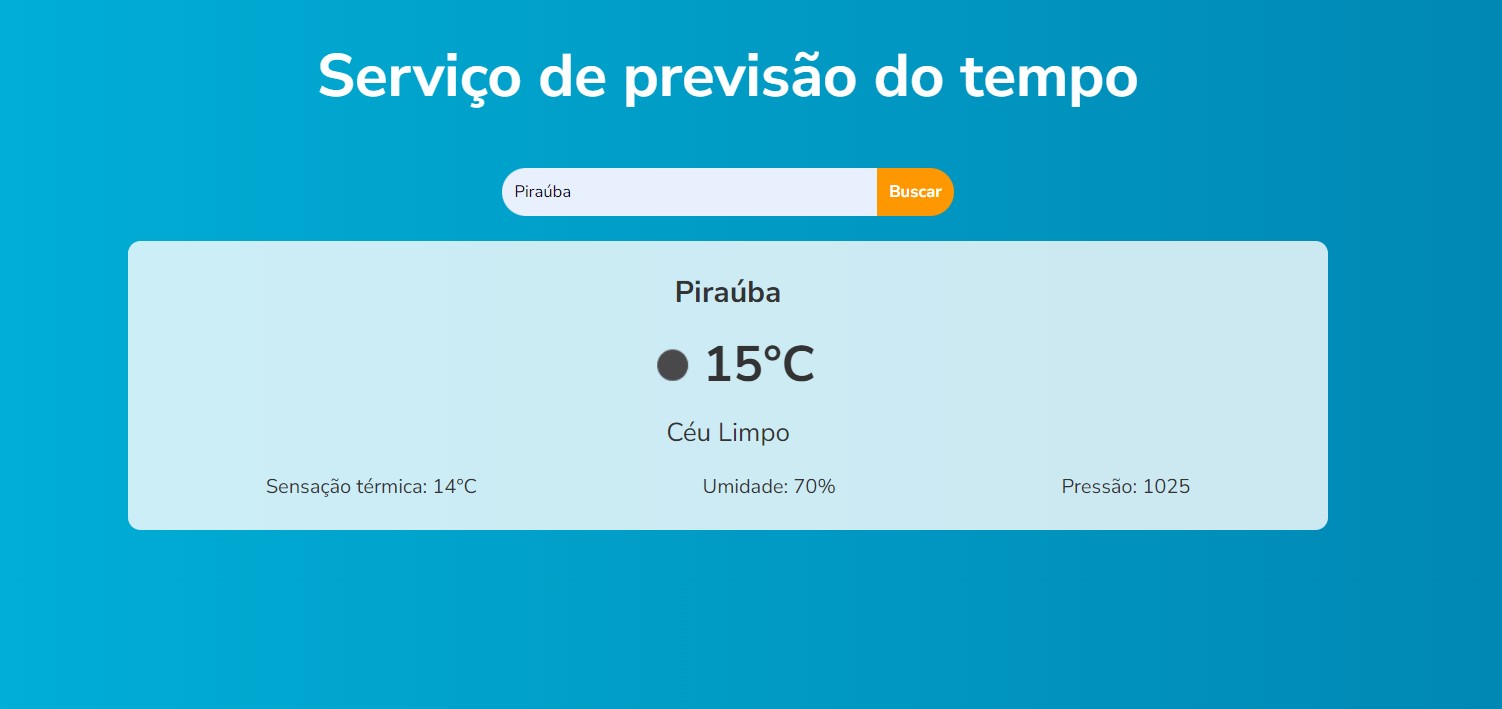 Serviço de previsão do tempo
Piraúba
Buscar
Piraúba
15°C
Céu Limpo
Sensação térmica: 14°C
Umidade: 70%
Pressão: 1025